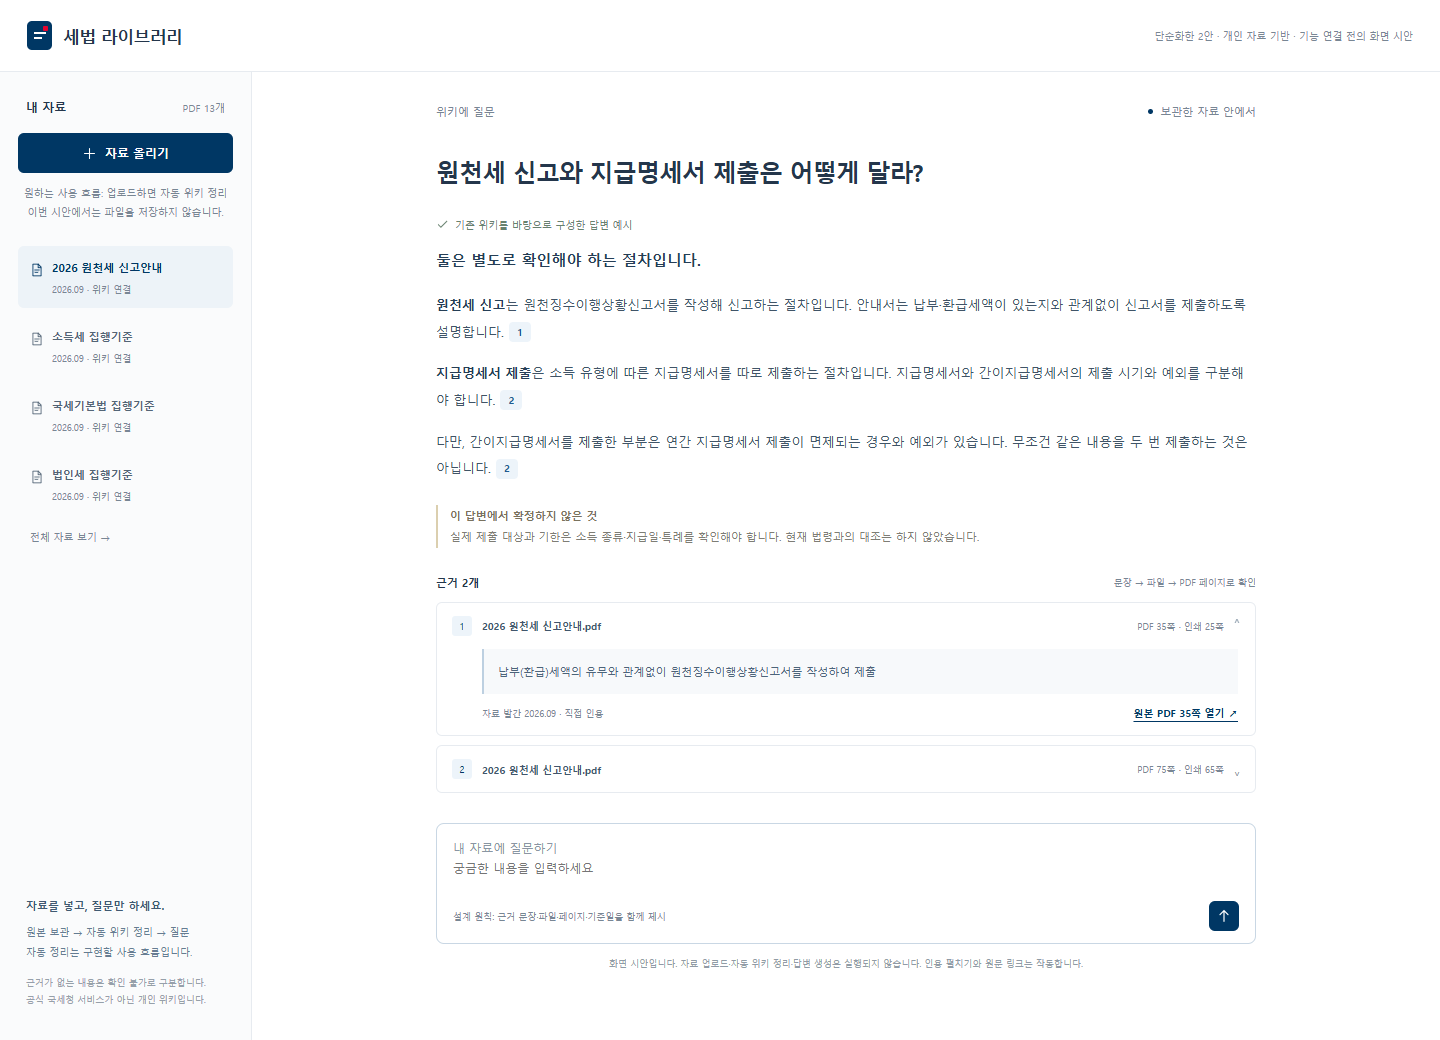 세법 라이브러리
단순화한 2안 · 개인 자료 기반 · 기능 연결 전의 화면 시안
내 자료
PDF 13개
+ 자료 올리기
원하는 사용 흐름: 업로드하면 자동 위키 정리
이번 시안에서는 파일을 저장하지 않습니다.
2026 원천세 신고안내
2026.09 · 위키 연결
소득세 집행기준
2026.09 · 위키 연결
국세기본법 집행기준
2026.09 · 위키 연결
법인세 집행기준
2026.09 · 위키 연결
전체 자료 보기 →
자료를 넣고, 질문만 하세요.
원본 보관 → 자동 위키 정리 → 질문
자동 정리는 구현할 사용 흐름입니다.
근거가 없는 내용은 확인 불가로 구분합니다.
공식 국세청 서비스가 아닌 개인 위키입니다.
위키에 질문
보관한 자료 안에서
원천세 신고와 지급명세서 제출은 어떻게 달라?
기존 위키를 바탕으로 구성한 답변 예시
둘은 별도로 확인해야 하는 절차입니다.
원천세 신고는 원천징수이행상황신고서를 작성해 신고하는 절차입니다. 안내서는 납부·환급세액이 있는지와 관계없이 신고서를 제출하도록
설명합니다. 1
지급명세서 제출은 소득 유형에 따른 지급명세서를 따로 제출하는 절차입니다. 지급명세서와 간이지급명세서의 제출 시기와 예외를 구분해
야 합니다. 2
다만, 간이지급명세서를 제출한 부분은 연간 지급명세서 제출이 면제되는 경우와 예외가 있습니다. 무조건 같은 내용을 두 번 제출하는 것은
아닙니다. 2
이 답변에서 확정하지 않은 것
실제 제출 대상과 기한은 소득 종류·지급일·특례를 확인해야 합니다. 현재 법령과의 대조는 하지 않았습니다.
근거 2개
문장 → 파일 → PDF 페이지로 확인
1 2026 원천세 신고안내.pdf
PDF 35쪽 · 인쇄 25쪽
납부(환급)세액의 유무와 관계없이 원천징수이행상황신고서를 작성하여 제출
자료 발간 2026.09 · 직접 인용
원본 PDF 35쪽 열기 ↗
2 2026 원천세 신고안내.pdf
PDF 75쪽 · 인쇄 65쪽
내 자료에 질문하기
궁금한 내용을 입력하세요
설계 원칙: 근거 문장·파일·페이지·기준일을 함께 제시
화면 시안입니다. 자료 업로드·자동 위키 정리·답변 생성은 실행되지 않습니다. 인용 펼치기와 원문 링크는 작동합니다.